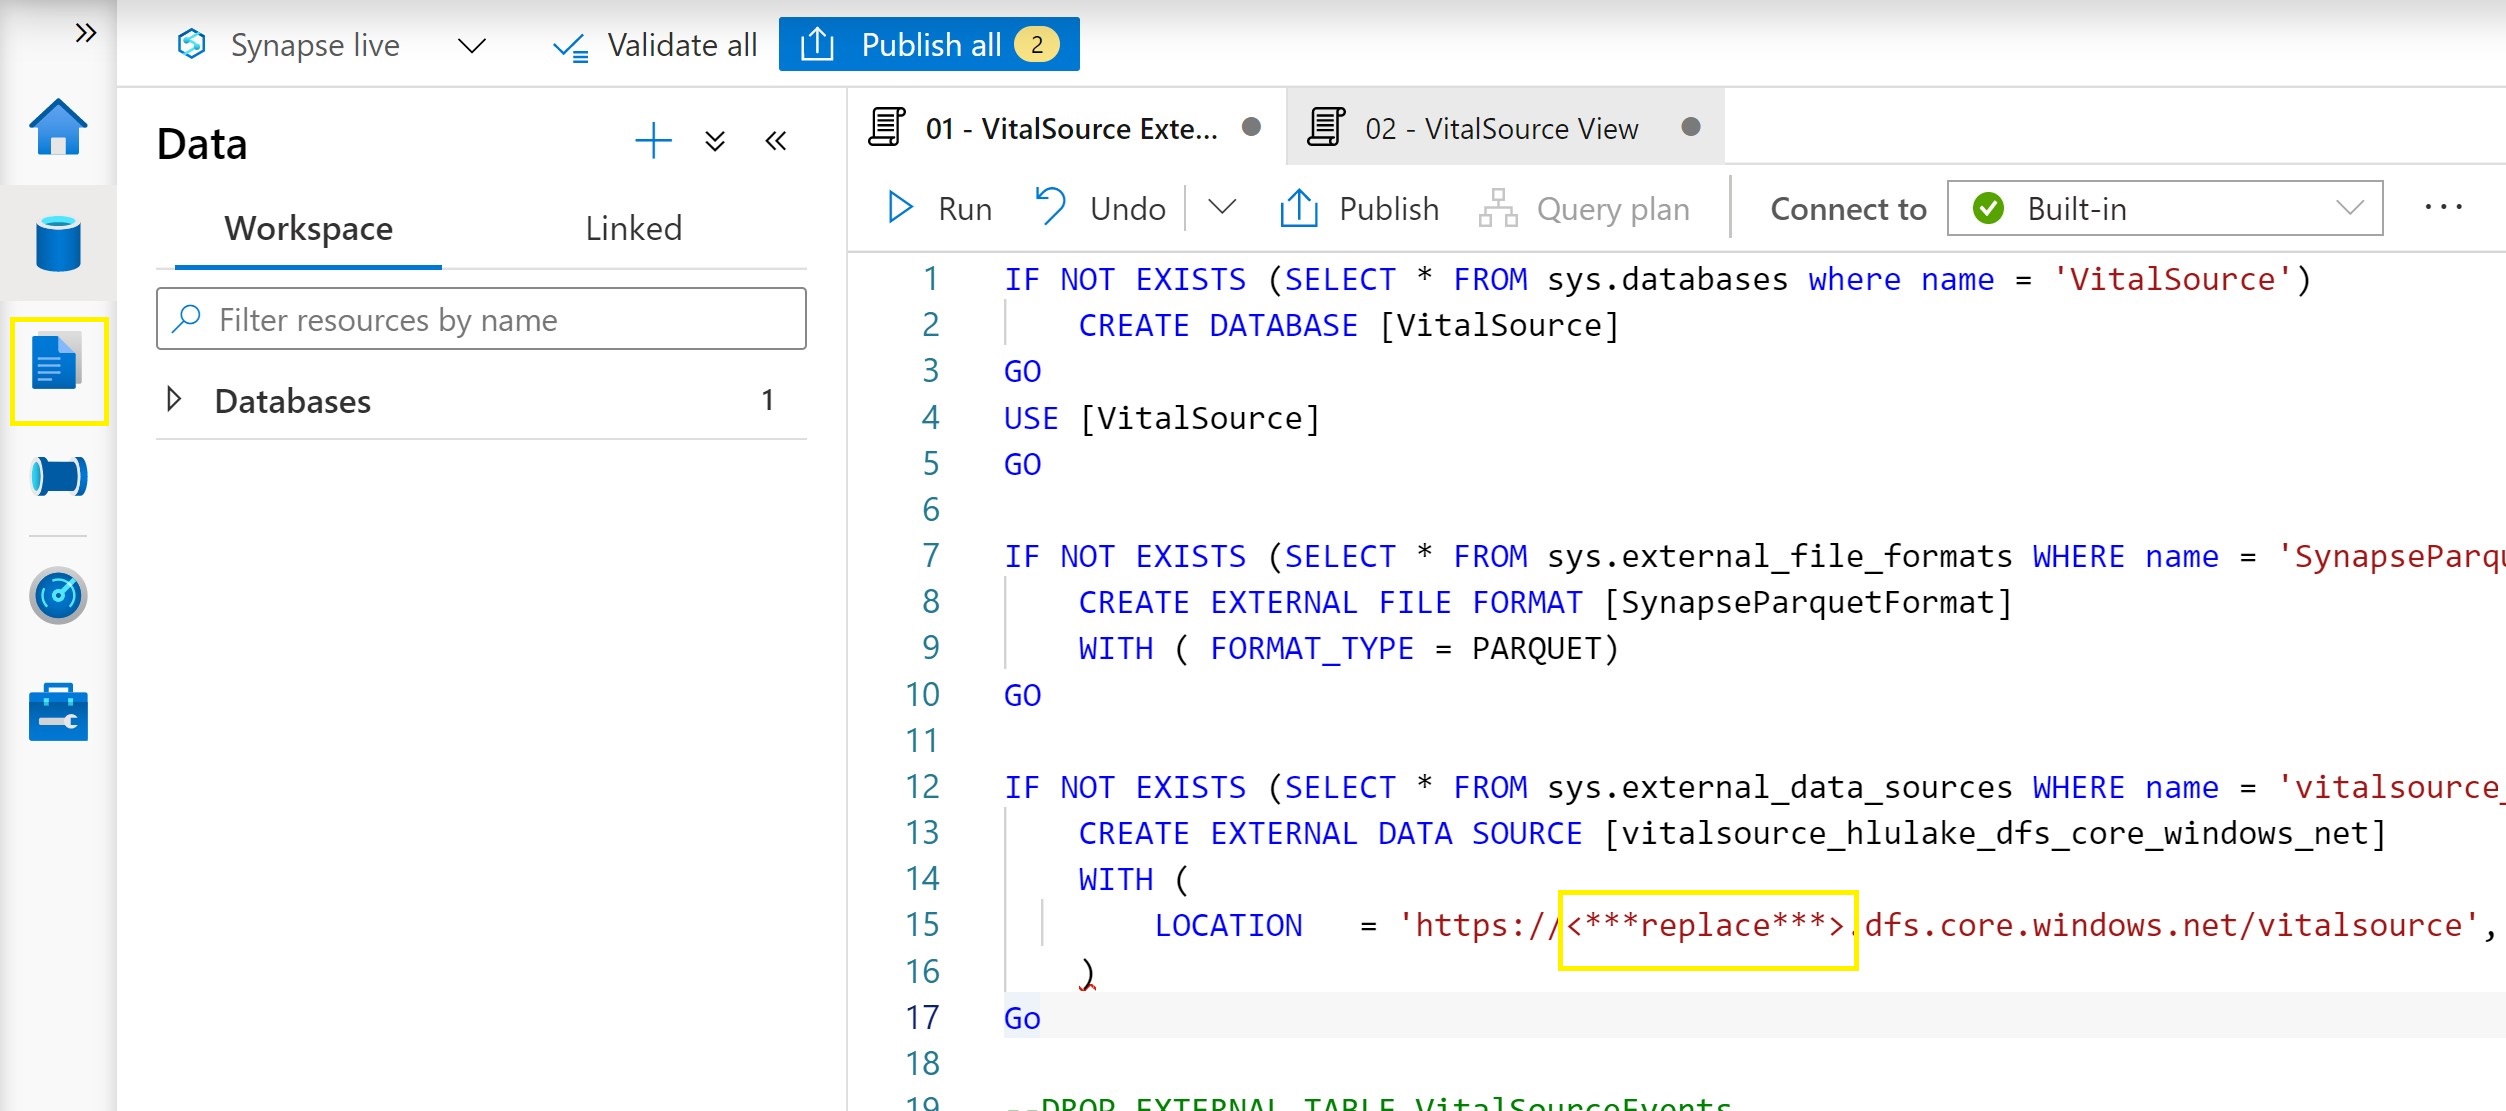 Synapse live
Validate all
Publish all 2
Data
Workspace
Linked
Filter resources by name
Databases 1
01 - VitalSource Exte...
02 - VitalSource View
Run
Undo
Publish
Query plan
Connect to
Built-in
1 IF NOT EXISTS (SELECT * FROM sys.databases where name = 'VitalSource')
2 CREATE DATABASE [VitalSource]
3 GO
4 USE [VitalSource]
5 GO
6
7 IF NOT EXISTS (SELECT * FROM sys.external_file_formats WHERE name = 'SynapseParqu
8 CREATE EXTERNAL FILE FORMAT [SynapseParquetFormat]
9 WITH ( FORMAT_TYPE = PARQUET)
10 GO
11
12 IF NOT EXISTS (SELECT * FROM sys.external_data_sources WHERE name = 'vitalsource_
13 CREATE EXTERNAL DATA SOURCE [vitalsource_hlulake_dfs_core_windows_net]
14 WITH (
15 LOCATION = 'https://<***replace***>.dfs.core.windows.net/vitalsource',
16 )
17 Go
18
19 --DROP EXTERNAL TABLE VitalSourceEvents